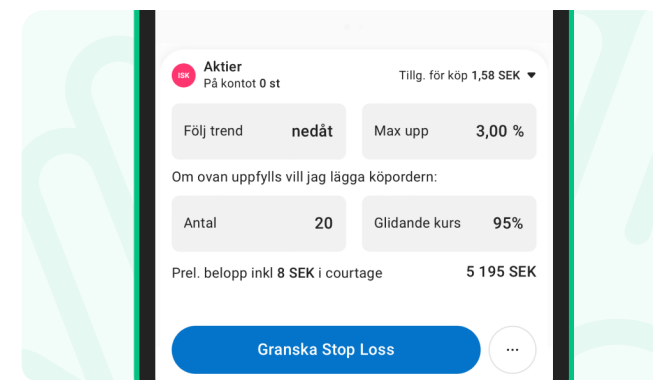 ISK
Aktier
På kontot 0 st
Tillg. för köp 1,58 SEK
Följ trend nedåt
Max upp 3,00 %
Om ovan uppfylls vill jag lägga köpordern:
Antal 20
Glidande kurs 95%
Prel. belopp inkl 8 SEK i courtage 5 195 SEK
Granska Stop Loss
...